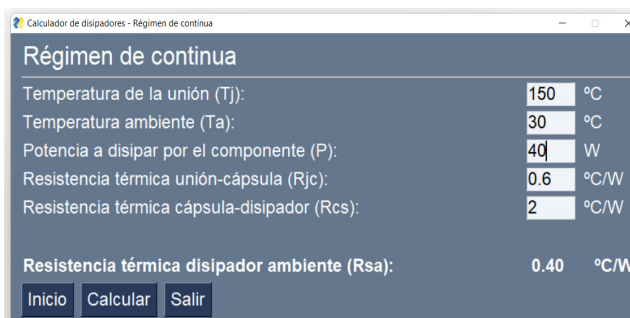 Calculador de disipadores - Régimen de continua
Régimen de continua
Temperatura de la unión (Tj): 150 ºC
Temperatura ambiente (Ta): 30 ºC
Potencia a disipar por el componente (P): 40 W
Resistencia térmica unión-cápsula (Rjc): 0.6 ºC/W
Resistencia térmica cápsula-disipador (Rcs): 2 ºC/W
Resistencia térmica disipador ambiente (Rsa): 0.40 ºC/W
Inicio Calcular Salir